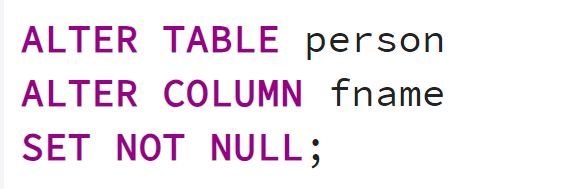 ALTER TABLE person
ALTER COLUMN fname
SET NOT NULL;